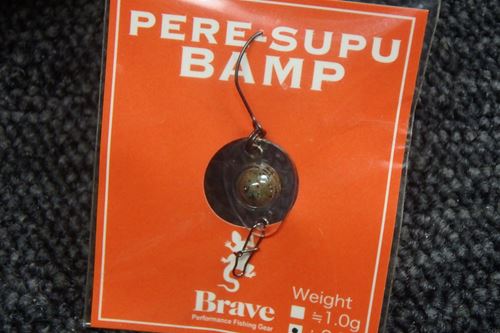 PERE-SUPU
BAMP
Brave
Performance Fishing Gear
Weight
≒1.0g